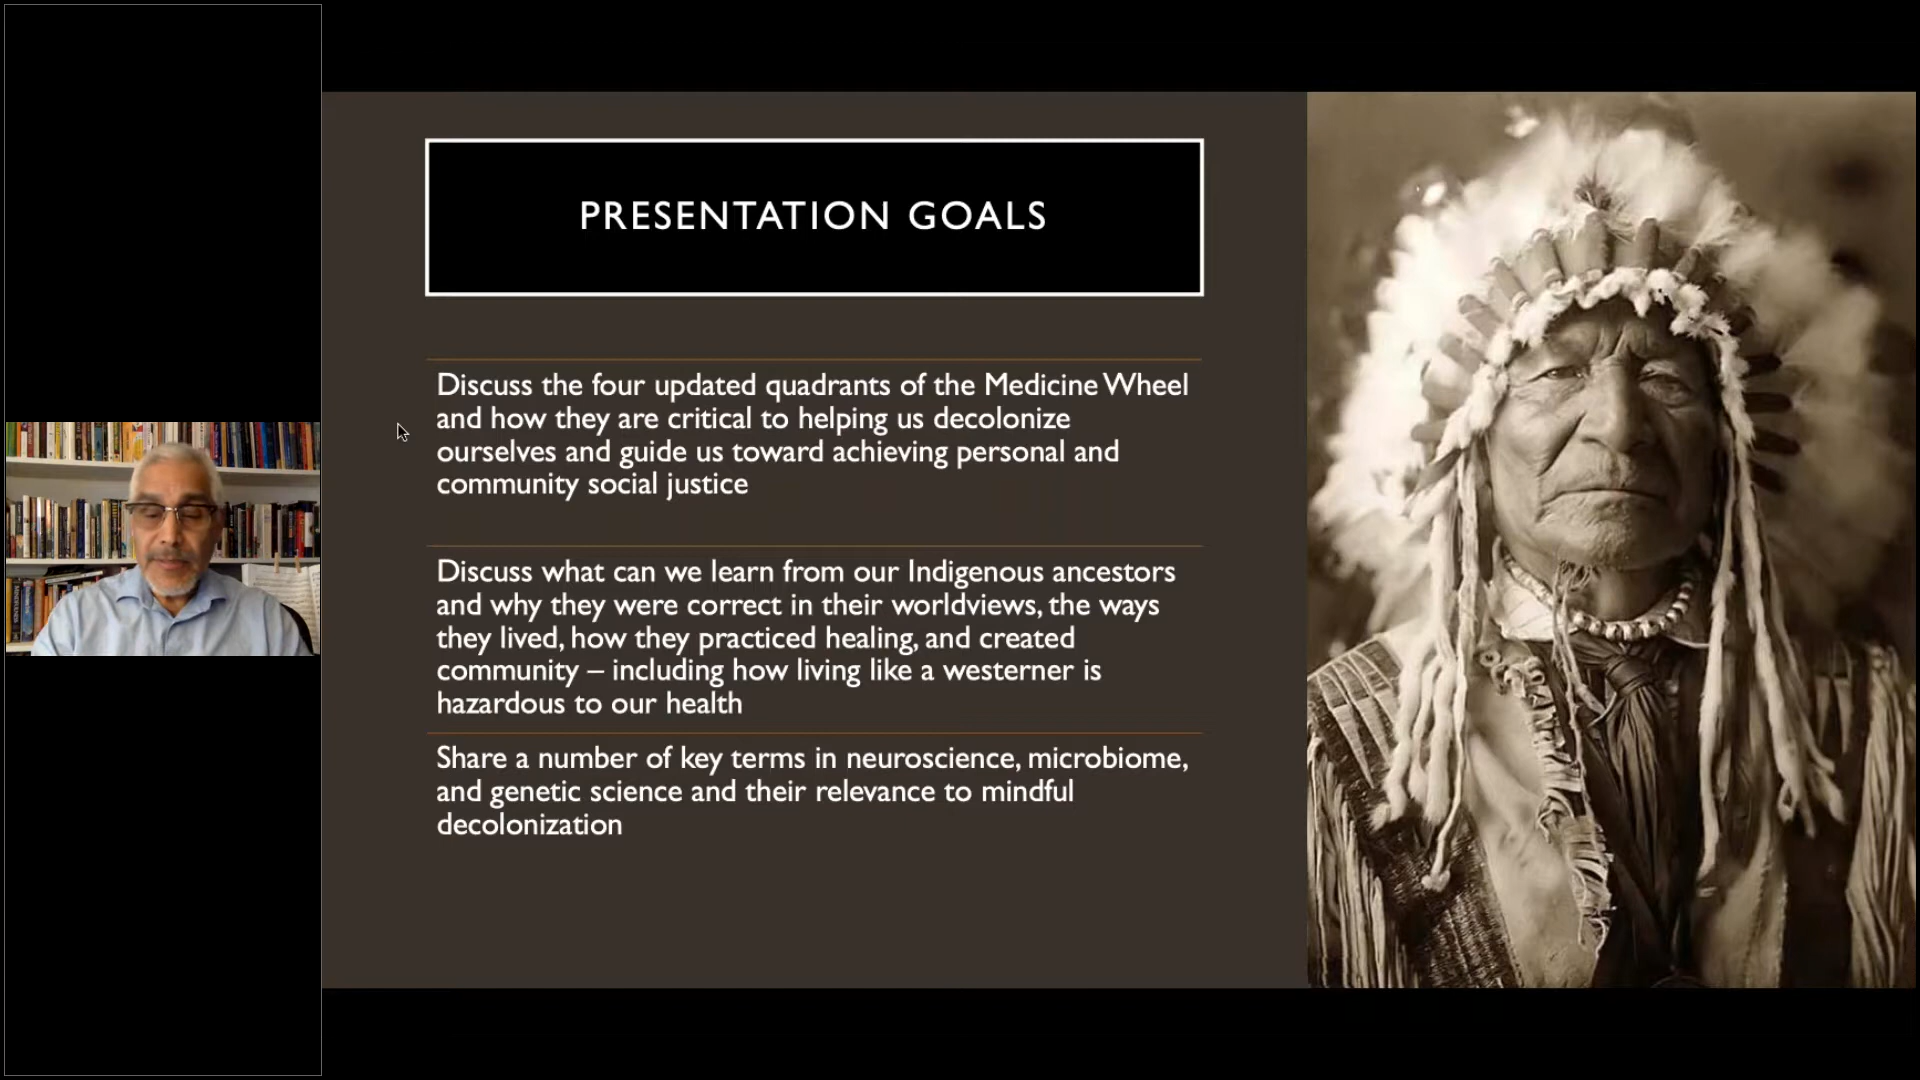 PRESENTATION GOALS
Discuss the four updated quadrants of the Medicine Wheel
and how they are critical to helping us decolonize
ourselves and guide us toward achieving personal and
community social justice
Discuss what can we learn from our Indigenous ancestors
and why they were correct in their worldviews, the ways
they lived, how they practiced healing, and created
community – including how living like a westerner is
hazardous to our health
Share a number of key terms in neuroscience, microbiome,
and genetic science and their relevance to mindful
decolonization